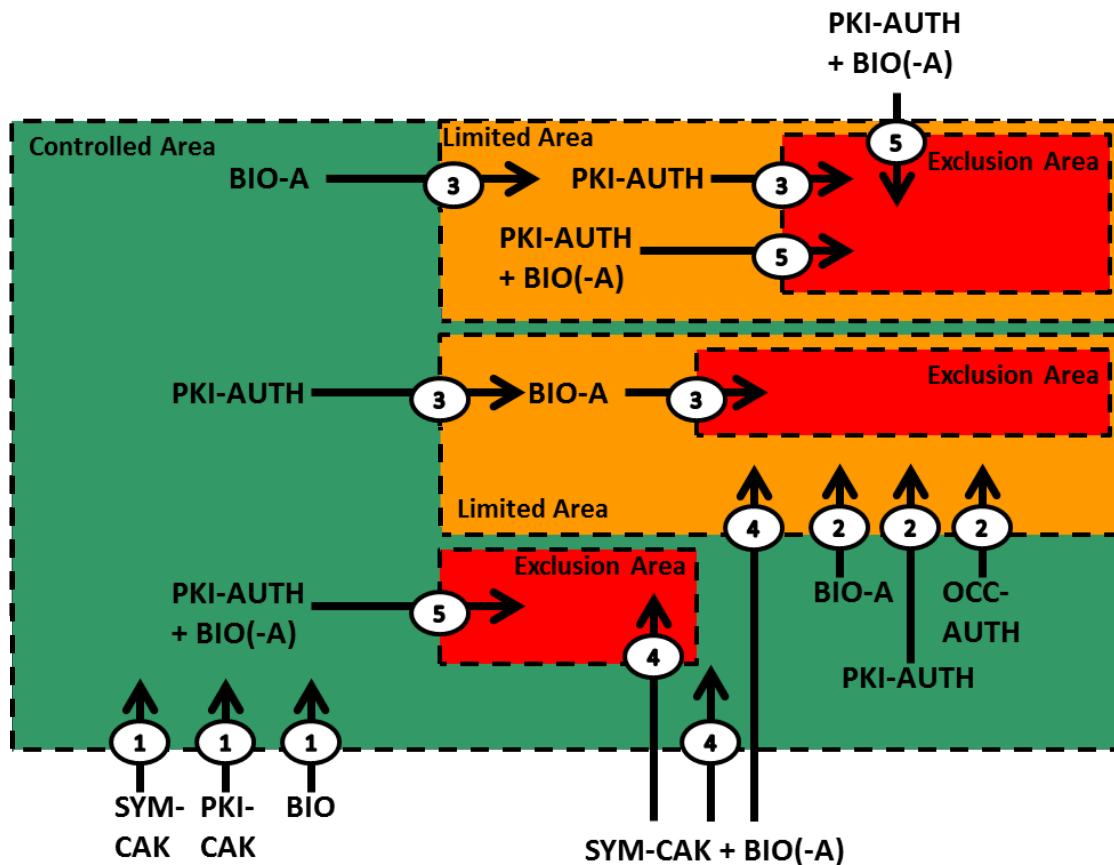 PKI-AUTH
+ BIO(-A)
Controlled Area
Limited Area
5
Exclusion Area
BIO-A
3
PKI-AUTH
3
PKI-AUTH
+ BIO(-A)
5
Exclusion Area
PKI-AUTH
3
BIO-A
3
Limited Area
4
2
2
2
Exclusion Area
BIO-A
OCC-
AUTH
PKI-AUTH
+ BIO(-A)
5
4
PKI-AUTH
1
1
1
4
SYM-
CAK
PKI-
CAK
BIO
SYM-CAK + BIO(-A)